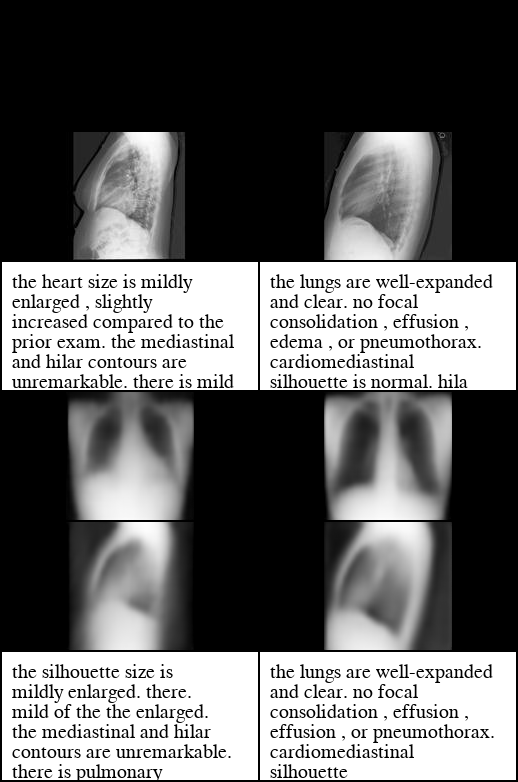 the heart size is mildly
enlarged , slightly
increased compared to the
prior exam. the mediastinal
and hilar contours are
unremarkable. there is mild
the lungs are well-expanded
and clear. no focal
consolidation , effusion ,
edema , or pneumothorax.
cardiomediastinal
silhouette is normal. hila
the silhouette size is
mildly enlarged. there.
mild of the the enlarged.
the mediastinal and hilar
contours are unremarkable.
there is pulmonary
the lungs are well-expanded
and clear. no focal
consolidation , effusion ,
effusion , or pneumothorax.
cardiomediastinal
silhouette